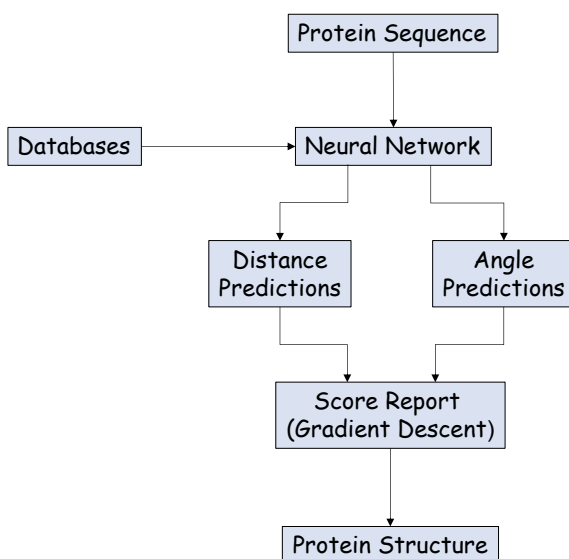 Protein Sequence
Databases
Neural Network
Distance
Predictions
Angle
Predictions
Score Report
(Gradient Descent)
Protein Structure